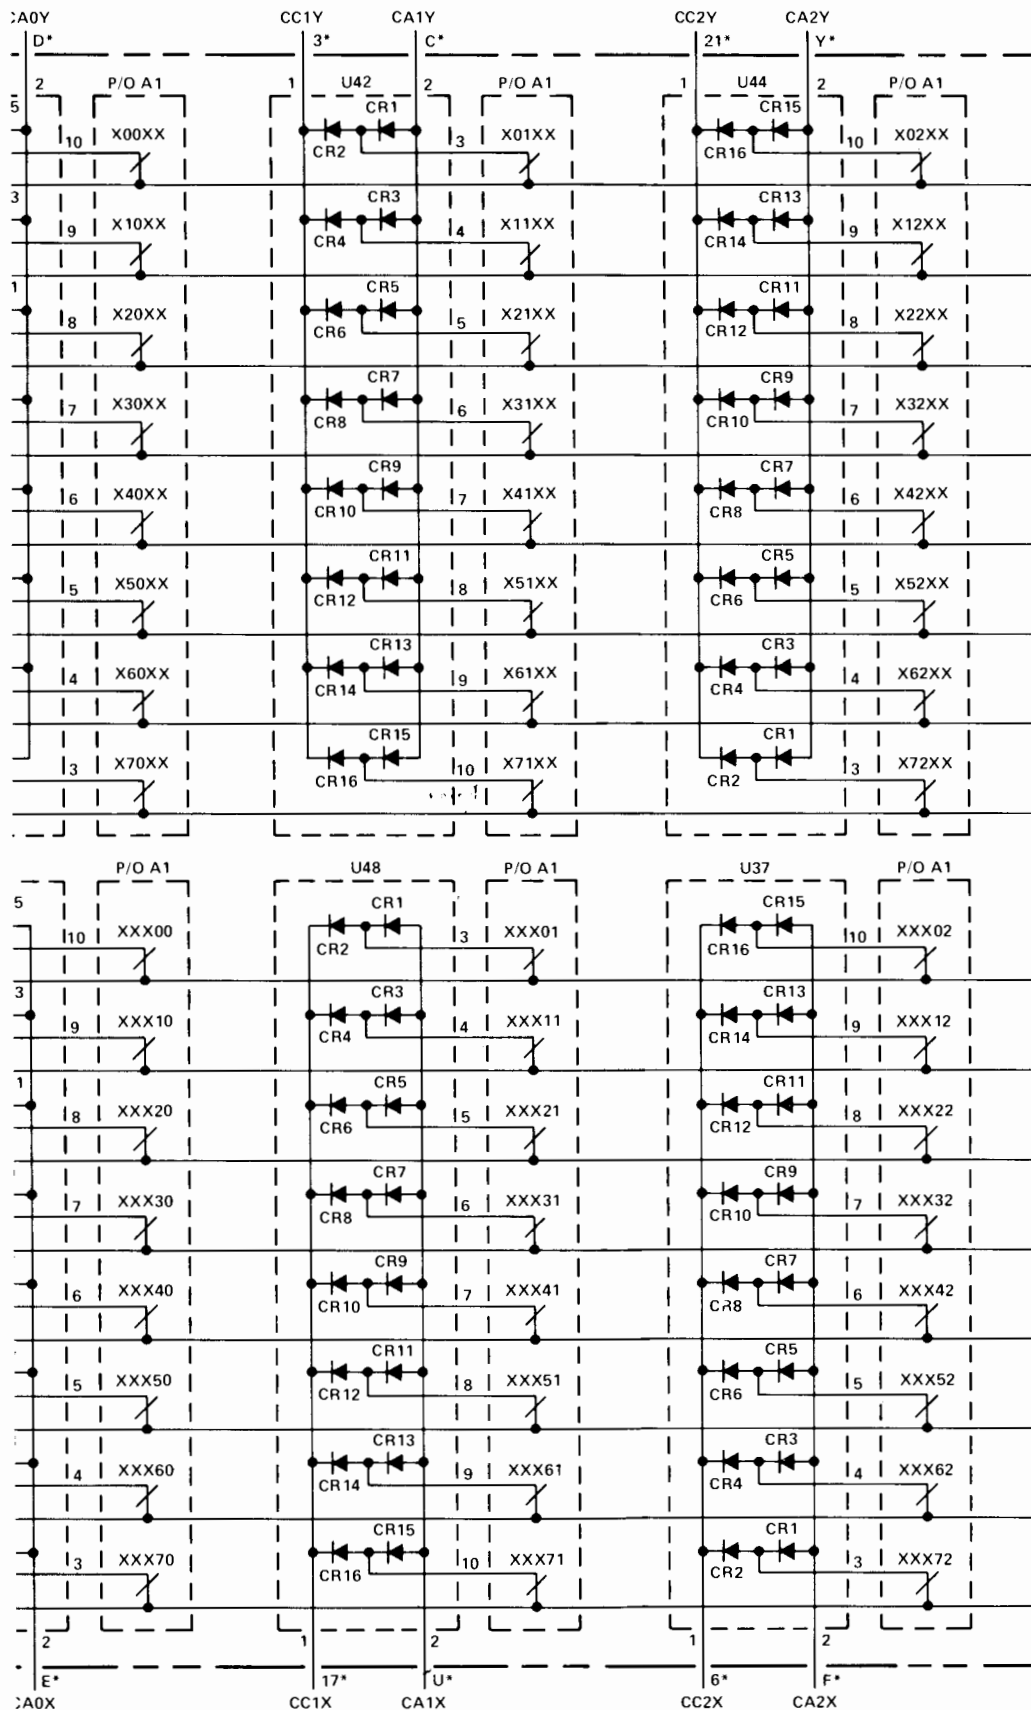 CA0Y CC1Y CA1Y CC2Y CA2Y
D* 3* C* 21* Y*
2 P/O A1 1 U42 2 P/O A1 1 U44 2 P/O A1
5 CR1 CR15
10 X00XX CR2 3 X01XX CR16 10 X02XX
3 CR3 CR13
9 X10XX CR4 4 X11XX CR14 9 X12XX
1 CR5 CR11
8 X20XX CR6 5 X21XX CR12 8 X22XX
CR7 CR9
7 X30XX CR8 6 X31XX CR10 7 X32XX
CR9 CR7
6 X40XX CR10 7 X41XX CR8 6 X42XX
CR11 CR5
5 X50XX CR12 8 X51XX CR6 5 X52XX
CR13 CR3
4 X60XX CR14 9 X61XX CR4 4 X62XX
CR15 CR1
3 X70XX CR16 10 X71XX CR2 3 X72XX
P/O A1 U48 P/O A1 U37 P/O A1
5 CR1 CR15
10 XXX00 CR2 3 XXX01 CR16 10 XXX02
3 CR3 CR13
9 XXX10 CR4 4 XXX11 CR14 9 XXX12
1 CR5 CR11
8 XXX20 CR6 5 XXX21 CR12 8 XXX22
CR7 CR9
7 XXX30 CR8 6 XXX31 CR10 7 XXX32
CR9 CR7
6 XXX40 CR10 7 XXX41 CR8 6 XXX42
CR11 CR5
5 XXX50 CR12 8 XXX51 CR6 5 XXX52
CR13 CR3
4 XXX60 CR14 9 XXX61 CR4 4 XXX62
CR15 CR1
3 XXX70 CR16 10 XXX71 CR2 3 XXX72
2 1 2 1 2
E* 17* U* 6* F*
CA0X CC1X CA1X CC2X CA2X